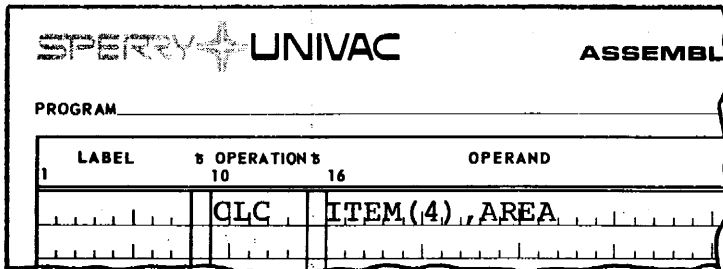 SPERRY UNIVAC ASSEMBL
PROGRAM
LABEL ƀ OPERATION ƀ OPERAND
1 10 16
CLC ITEM(4),AREA